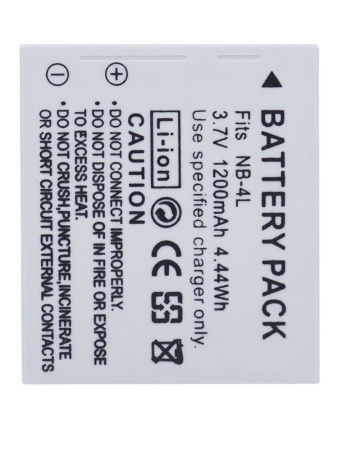 BATTERY PACK
Fits NB-4L
3.7V 1200mAh 4.44Wh
Use specified charger only.
Li-ion
CE
CAUTION
• DO NOT CONNECT IMPROPERLY.
• DO NOT DISPOSE OF IN FIRE OR EXPOSE
TO EXCESS HEAT.
• DO NOT CRUSH,PUNCTURE,INCINERATE
OR SHORT CIRCUIT EXTERNAL CONTACTS
+
−